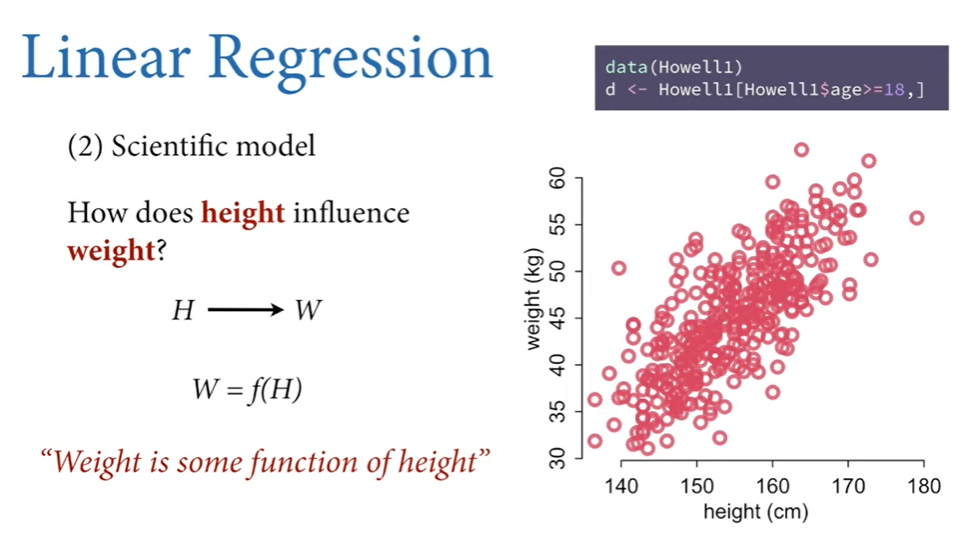 Linear Regression
(2) Scientific model
How does height influence
weight?
H W
W = f(H)
“Weight is some function of height”
data(Howell1)
d <- Howell1[Howell1$age>=18,]
weight (kg)
60
55
50
45
40
35
30
140 150 160 170 180
height (cm)